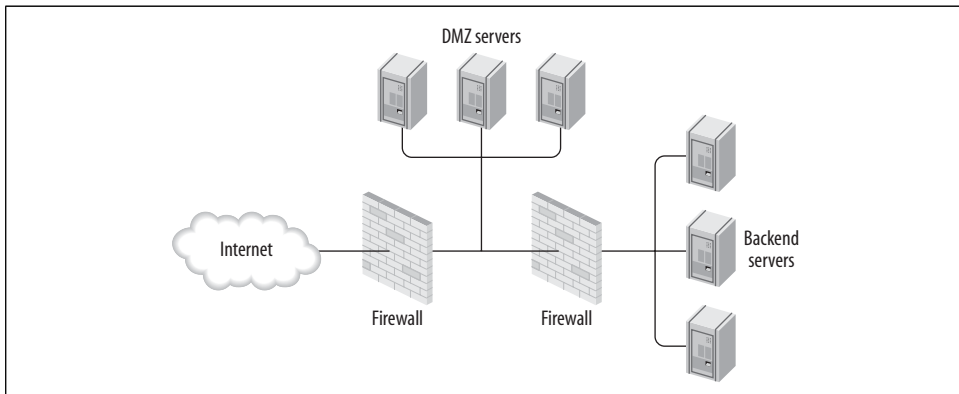 DMZ servers
Internet
Firewall
Firewall
Backend
servers